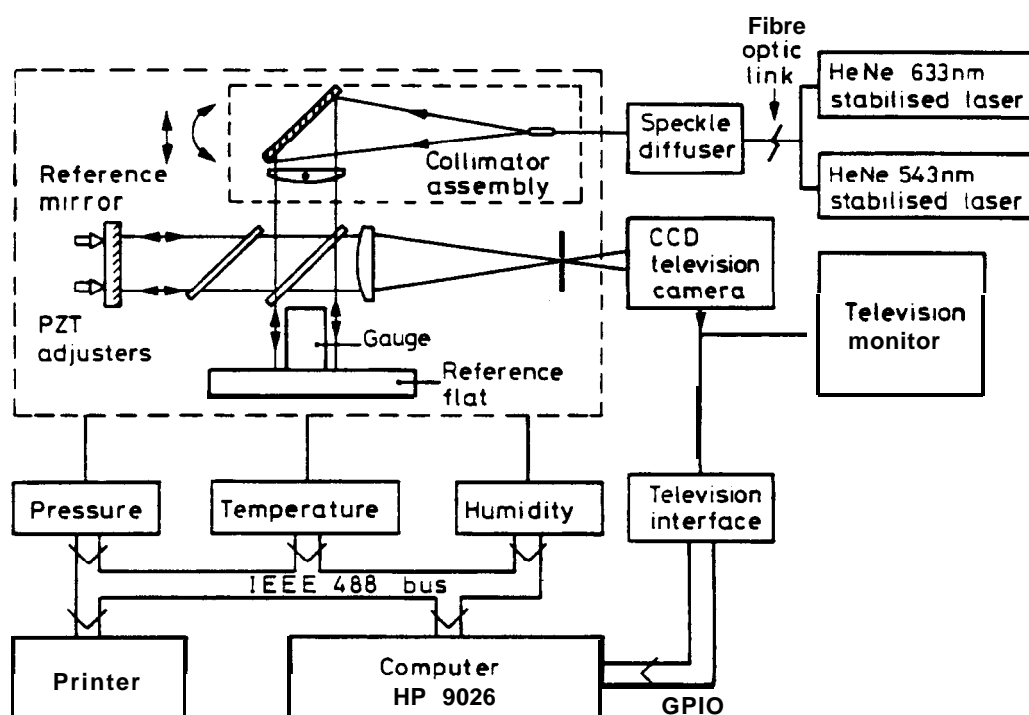 Fibre
optic
link
HeNe 633nm
stabilised laser
Speckle
diffuser
HeNe 543nm
stabilised laser
Collimator
assembly
Reference
mirror
CCD
television
camera
Television
monitor
PZT
adjusters
Gauge
Reference
flat
Pressure
Temperature
Humidity
Television
interface
IEEE 488 bus
Printer
Computer
HP 9026
GPIO